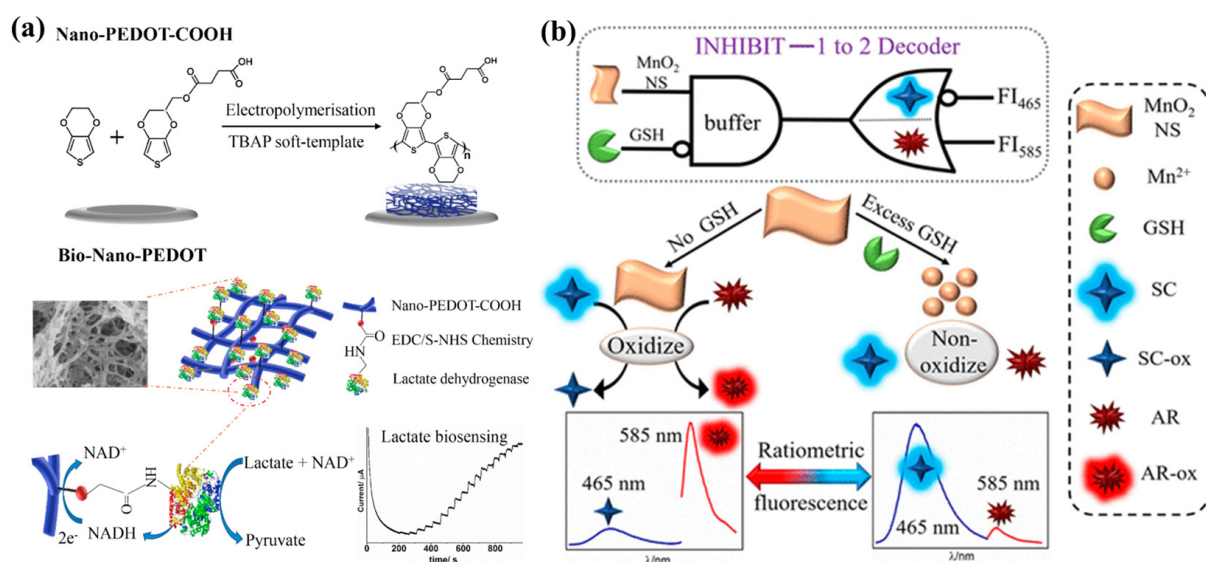 (a)
Nano-PEDOT-COOH
OH
O
O
O
O
O
S
+
O
O
S
Electropolymerisation
TBAP soft-template
OH
O
O
O
O
O
S
S
n
O
O
Bio-Nano-PEDOT
Nano-PEDOT-COOH
O
HN
EDC/S-NHS Chemistry
Lactate dehydrogenase
NAD⁺
H
N
O
2e⁻
NADH
Lactate + NAD⁺
Pyruvate
Lactate biosensing
Current/ μA
0 200 400 600 800
time/ s
(b)
INHIBIT — 1 to 2 Decoder
MnO₂
NS
GSH
buffer
FI₄₆₅
FI₅₈₅
No GSH
Excess GSH
Oxidize
Non-
oxidize
585 nm
465 nm
λ/nm
Ratiometric
fluorescence
585 nm
465 nm
λ/nm
MnO₂
NS
Mn²⁺
GSH
SC
SC-ox
AR
AR-ox